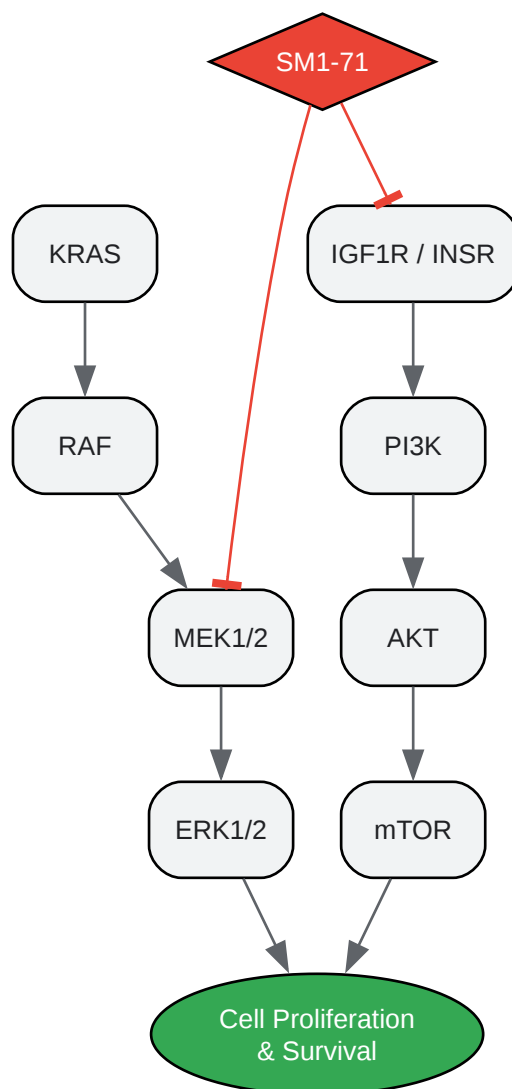 SM1-71
KRAS
IGF1R / INSR
RAF
PI3K
MEK1/2
AKT
ERK1/2
mTOR
Cell Proliferation
& Survival